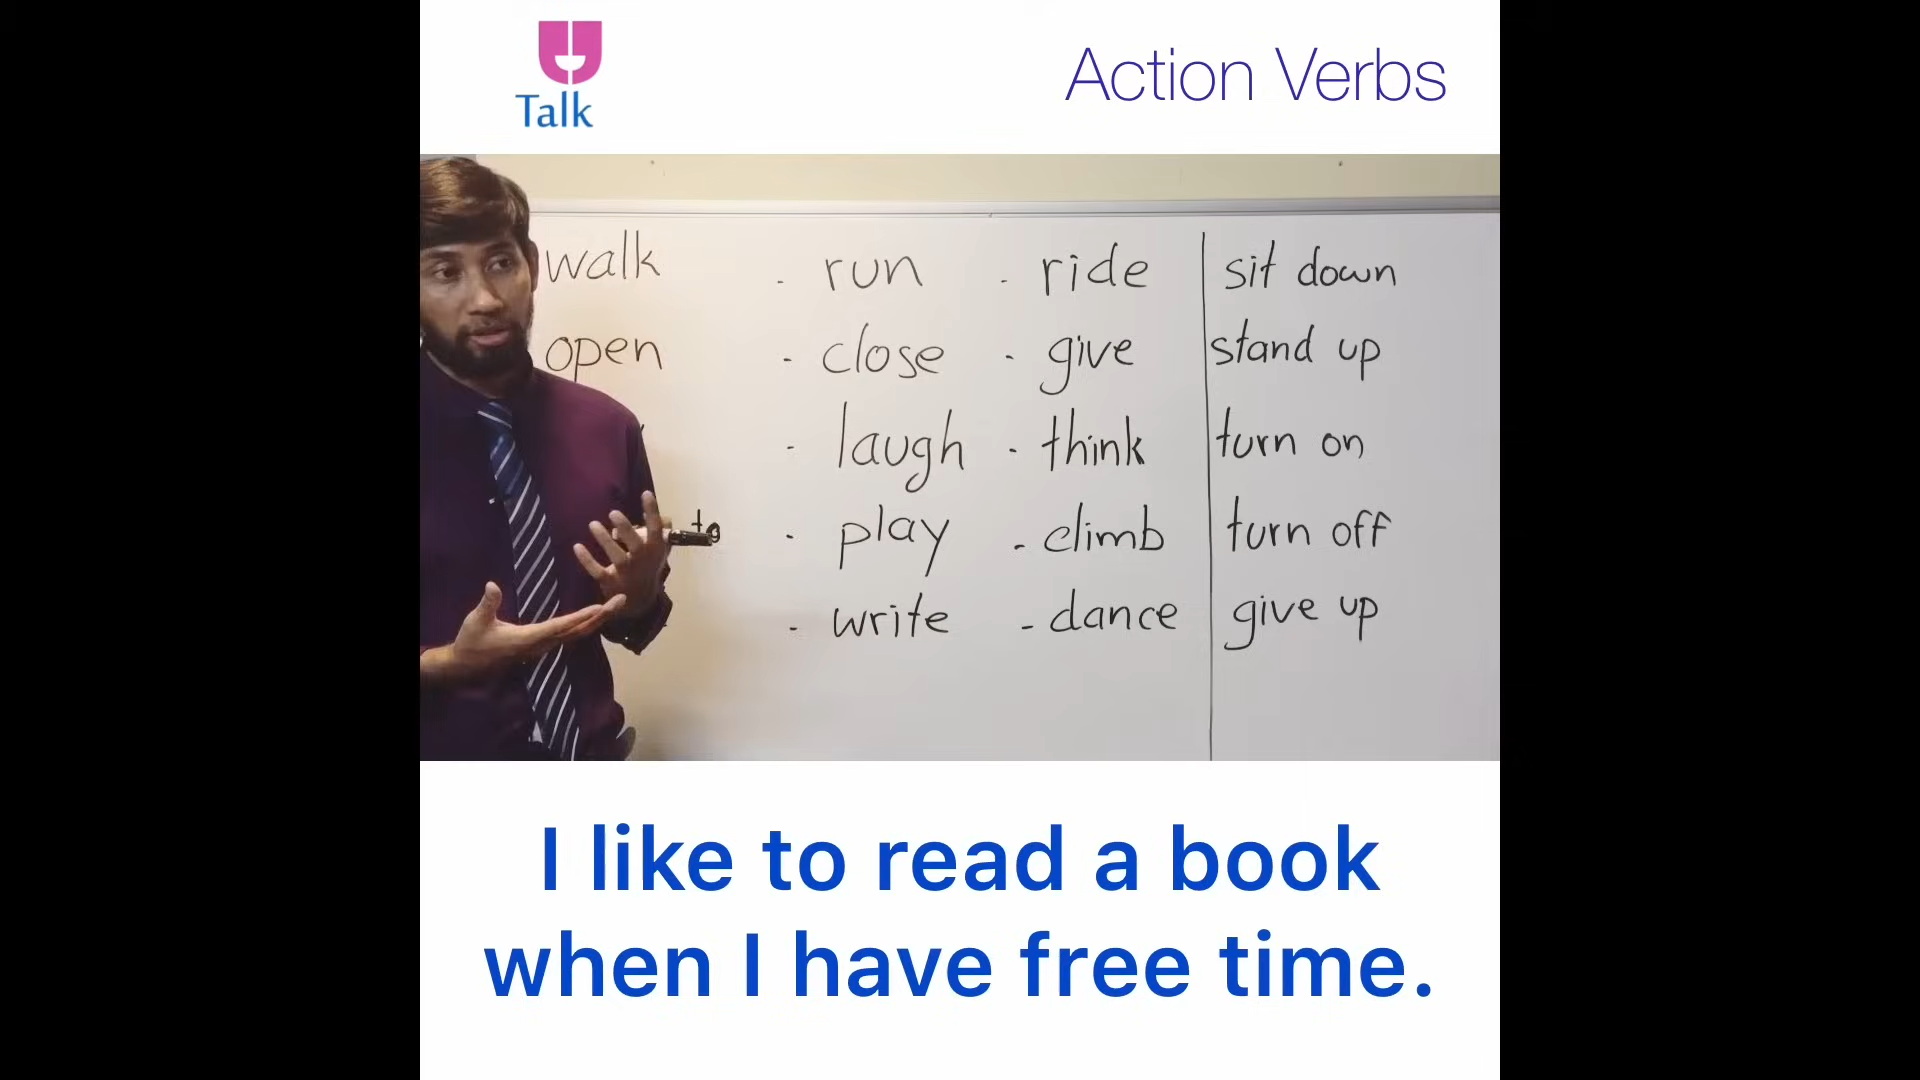 U
Talk
Action Verbs
walk - run - ride sit down
open - close - give stand up
- laugh - think turn on
- play - climb turn off
- write - dance give up
I like to read a book
when I have free time.